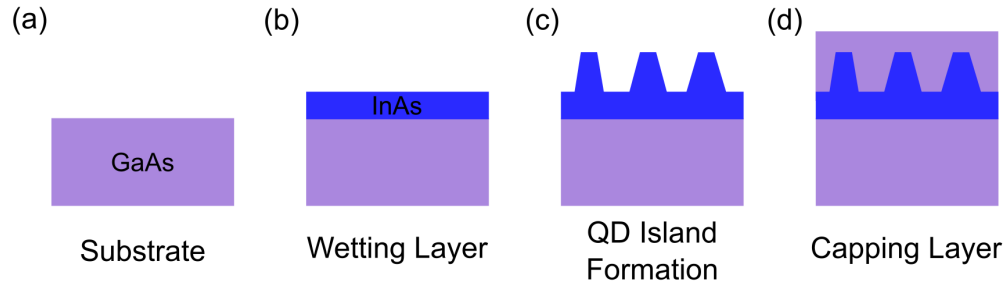 (a)
(b)
(c)
(d)
GaAs
InAs
Substrate
Wetting Layer
QD Island
Formation
Capping Layer